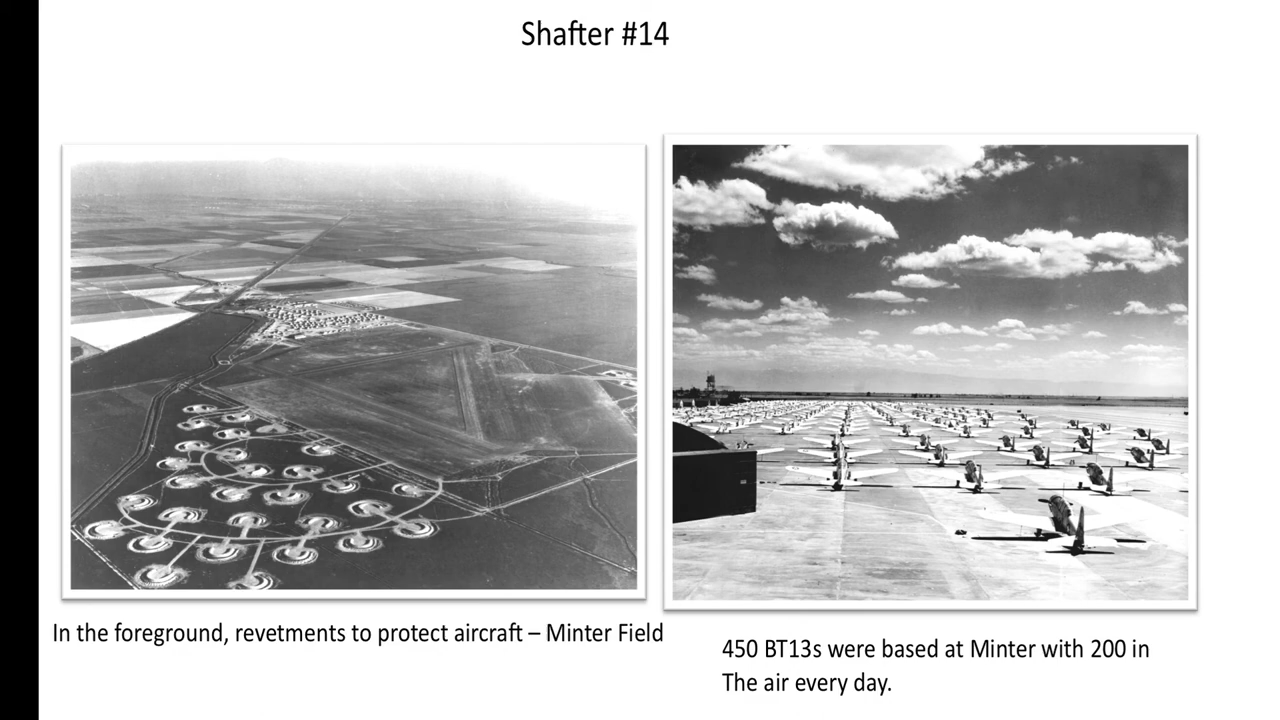 Shafter #14
In the foreground, revetments to protect aircraft – Minter Field
450 BT13s were based at Minter with 200 in
The air every day.